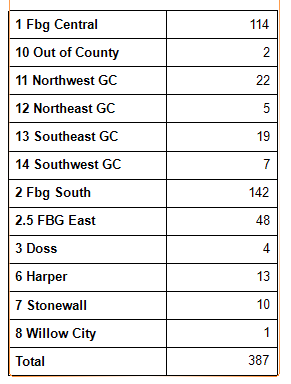 1 Fbg Central 114
10 Out of County 2
11 Northwest GC 22
12 Northeast GC 5
13 Southeast GC 19
14 Southwest GC 7
2 Fbg South 142
2.5 FBG East 48
3 Doss 4
6 Harper 13
7 Stonewall 10
8 Willow City 1
Total 387